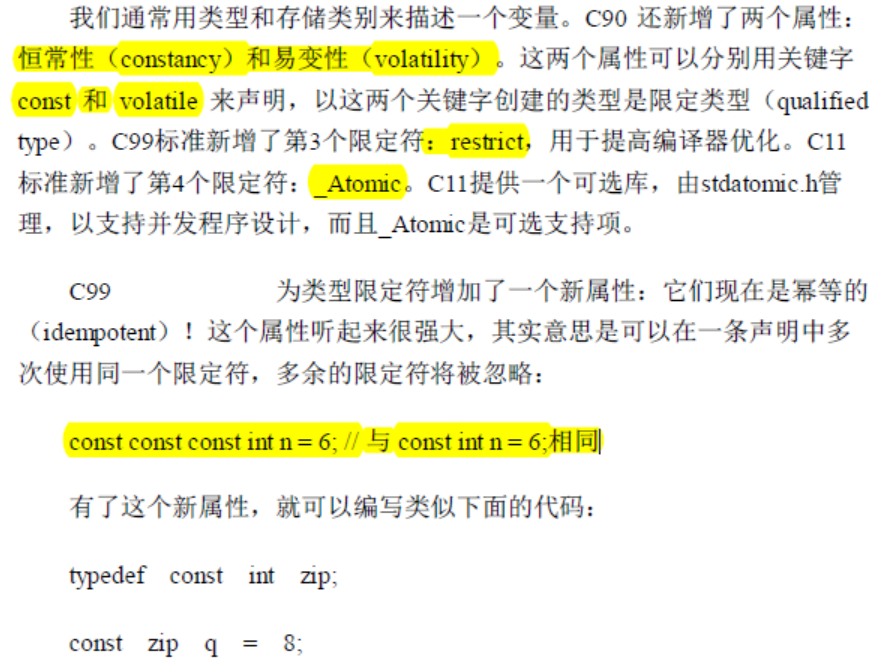 我们通常用类型和存储类别来描述一个变量。C90 还新增了两个属性：
恒常性（constancy）和易变性（volatility）。这两个属性可以分别用关键字
const 和 volatile 来声明，以这两个关键字创建的类型是限定类型（qualified
type）。C99标准新增了第3个限定符：restrict，用于提高编译器优化。C11
标准新增了第4个限定符：_Atomic。C11提供一个可选库，由stdatomic.h管
理，以支持并发程序设计，而且_Atomic是可选支持项。
C99 为类型限定符增加了一个新属性：它们现在是幂等的
（idempotent）！这个属性听起来很强大，其实意思是可以在一条声明中多
次使用同一个限定符，多余的限定符将被忽略：
const const const int n = 6; // 与 const int n = 6;相同
有了这个新属性，就可以编写类似下面的代码：
typedef const int zip;
const zip q = 8;